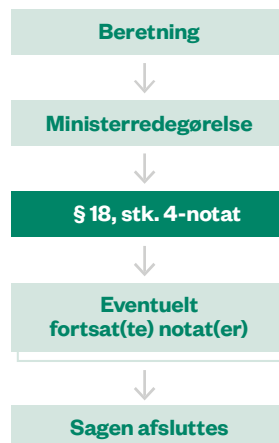 Beretning
Ministerredegørelse
§ 18, stk. 4-notat
Eventuelt
fortsat(te) notat(er)
Sagen afsluttes